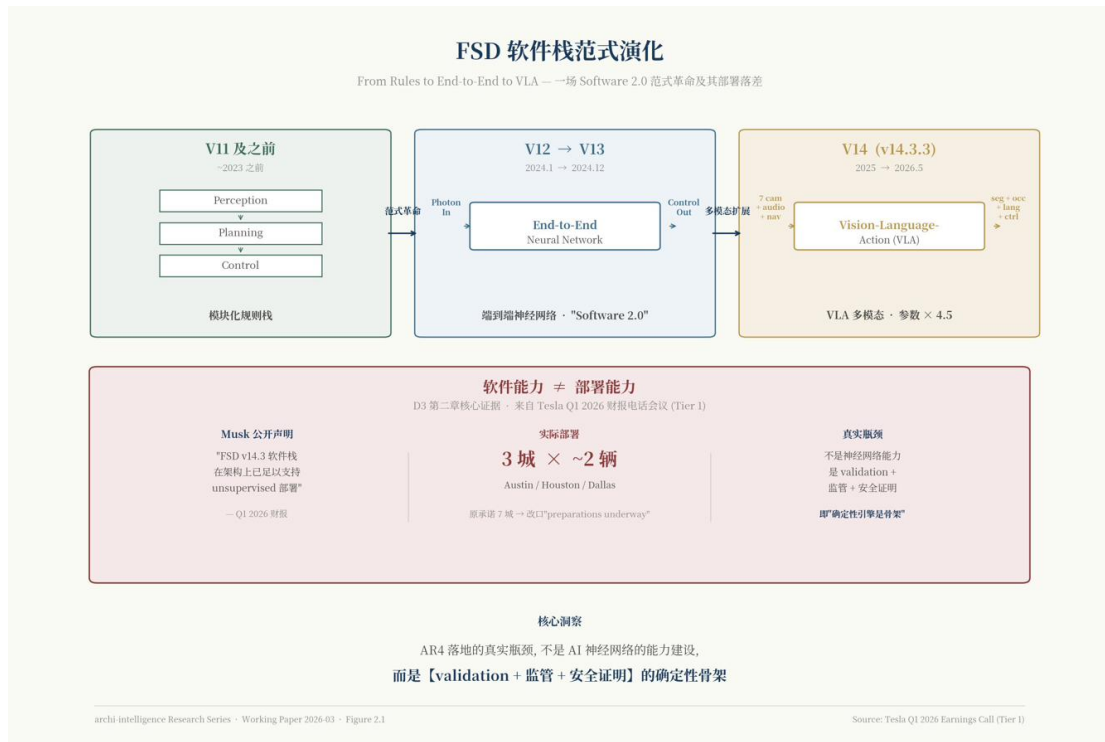 FSD 软件栈范式演化
From Rules to End-to-End to VLA — 一场 Software 2.0 范式革命及其部署落差
V11 及之前
~2023 之前
Perception
Planning
Control
模块化规则栈
范式革命
V12 → V13
2024.1 → 2024.12
Photon
In
End-to-End
Neural Network
Control
Out
端到端神经网络 · "Software 2.0"
多模态扩展
V14 (v14.3.3)
2025 → 2026.5
7 cam
+ audio
+ nav
Vision-Language-
Action (VLA)
seg + occ
+ lang
+ ctrl
VLA 多模态 · 参数 × 4.5
软件能力 ≠ 部署能力
D3 第二章核心证据 · 来自 Tesla Q1 2026 财报电话会议 (Tier 1)
Musk 公开声明
"FSD v14.3 软件栈
在架构上已足以支持
unsupervised 部署"
— Q1 2026 财报
实际部署
3 城 × ~2 辆
Austin / Houston / Dallas
原承诺 7 城 → 改口"preparations underway"
真实瓶颈
不是神经网络能力
是 validation +
监管 + 安全证明
即"确定性引擎是骨架"
核心洞察
AR4 落地的真实瓶颈, 不是 AI 神经网络的能力建设,
而是【validation + 监管 + 安全证明】的确定性骨架
archi-intelligence Research Series · Working Paper 2026-03 · Figure 2.1
Source: Tesla Q1 2026 Earnings Call (Tier 1)